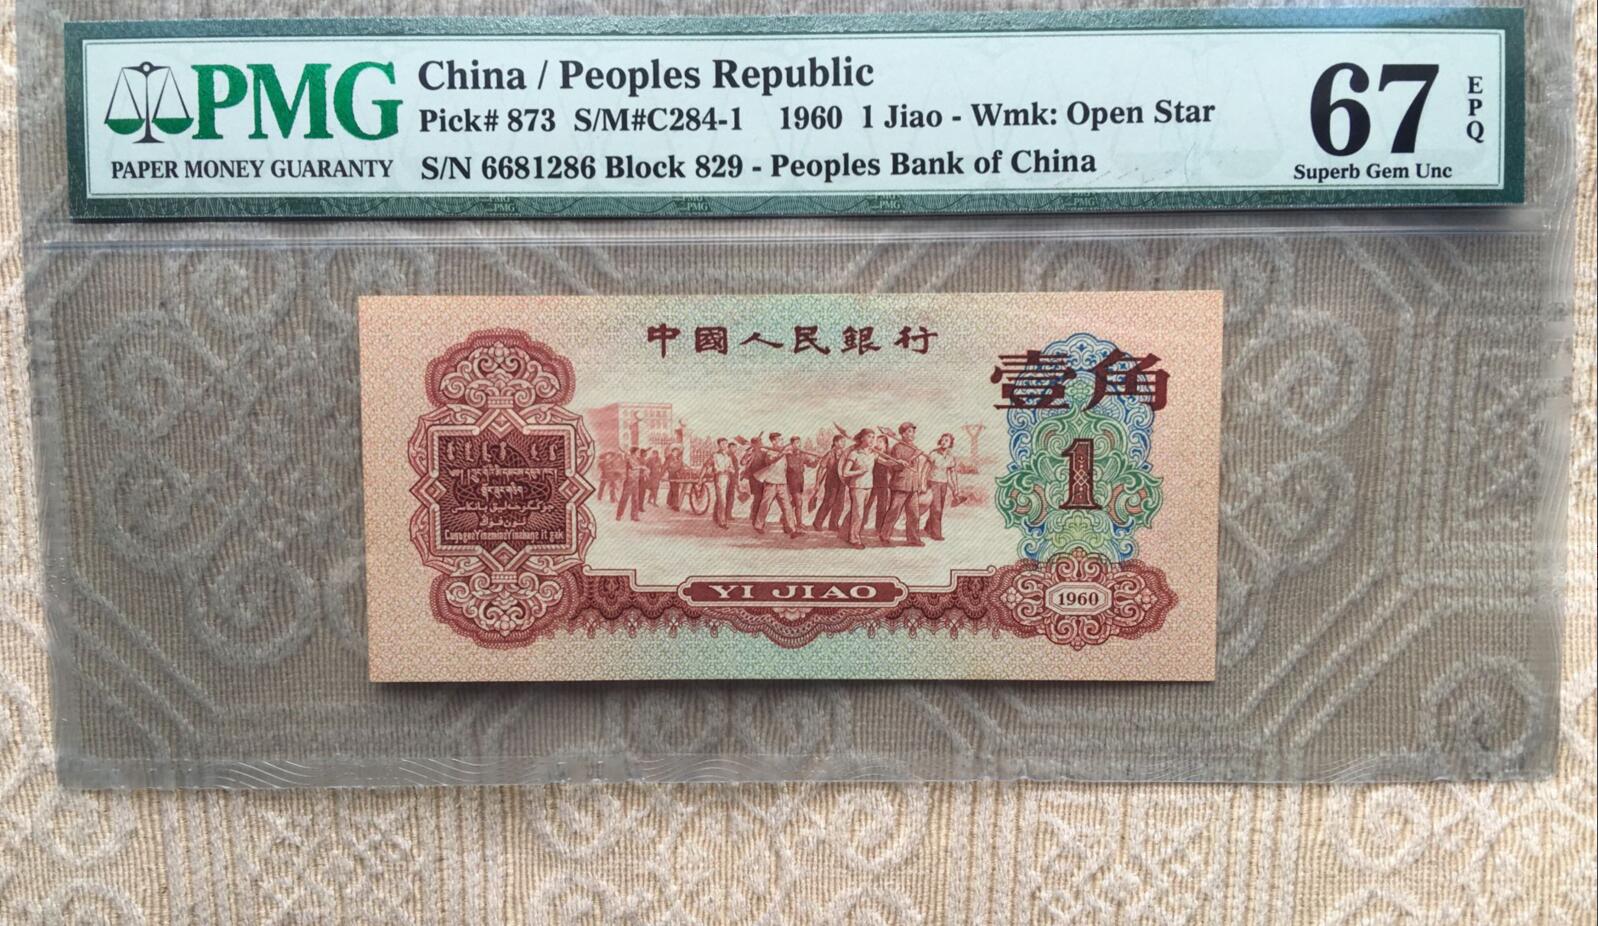 PMG
PAPER MONEY GUARANTY
China / Peoples Republic
Pick# 873 S/M#C284-1 1960 1 Jiao - Wmk: Open Star
S/N 6681286 Block 829 - Peoples Bank of China
67
EPQ
Superb Gem Unc
中國人民銀行
壹角
1
YI JIAO
1960